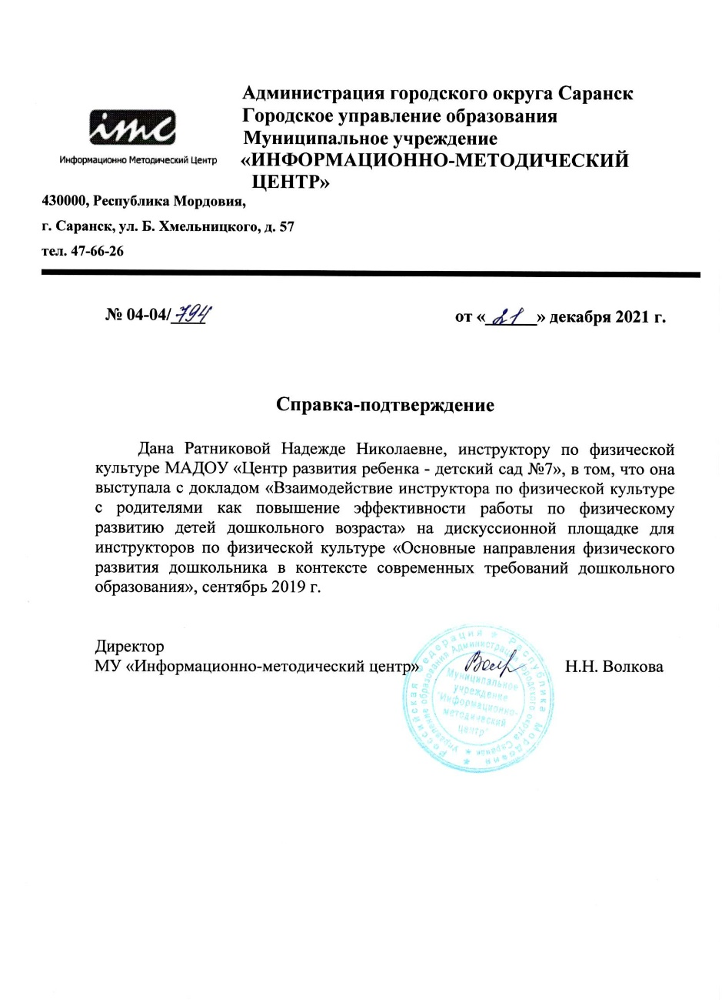 Администрация городского округа Саранск
Городское управление образования
Муниципальное учреждение
«ИНФОРМАЦИОННО-МЕТОДИЧЕСКИЙ
ЦЕНТР»
imc
Информационно Методический Центр
430000, Республика Мордовия,
г. Саранск, ул. Б. Хмельницкого, д. 57
тел. 47-66-26
№ 04-04/794
от «21» декабря 2021 г.
Справка-подтверждение
Дана Ратниковой Надежде Николаевне, инструктору по физической
культуре МАДОУ «Центр развития ребенка - детский сад №7», в том, что она
выступала с докладом «Взаимодействие инструктора по физической культуре
с родителями как повышение эффективности работы по физическому
развитию детей дошкольного возраста» на дискуссионной площадке для
инструкторов по физической культуре «Основные направления физического
развития дошкольника в контексте современных требований дошкольного
образования», сентябрь 2019 г.
Директор
МУ «Информационно-методический центр»
Н.Н. Волкова
Российская Федерация * Республика Мордовия *
Управление образования Администрации городского округа Саранск *
Муниципальное
учреждение
"Информационно-
методический
центр"